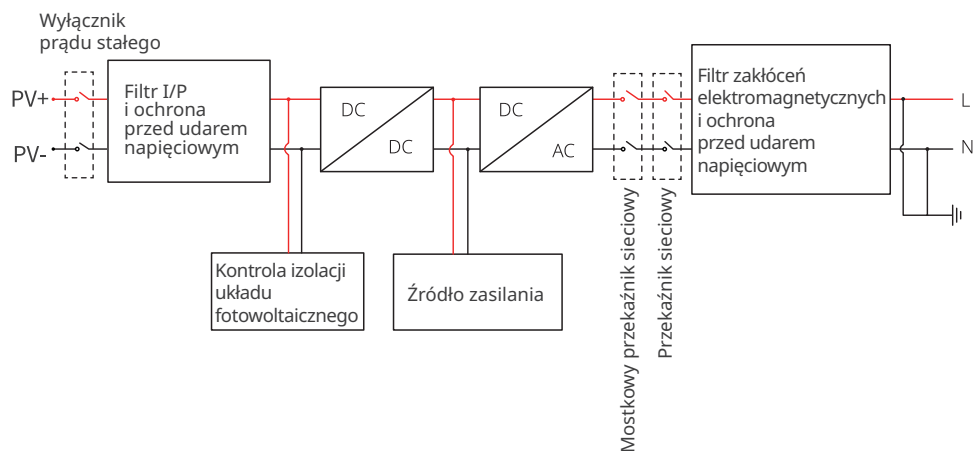 Wyłącznik
prądu stałego
PV+
PV-
Filtr I/P
i ochrona
przed udarem
napięciowym
DC
DC
DC
AC
Filtr zakłóceń
elektromagnetycznych
i ochrona
przed udarem
napięciowym
L
N
Kontrola izolacji
układu
fotowoltaicznego
Źródło zasilania
Mostkowy przekaźnik sieciowy
Przekaźnik sieciowy